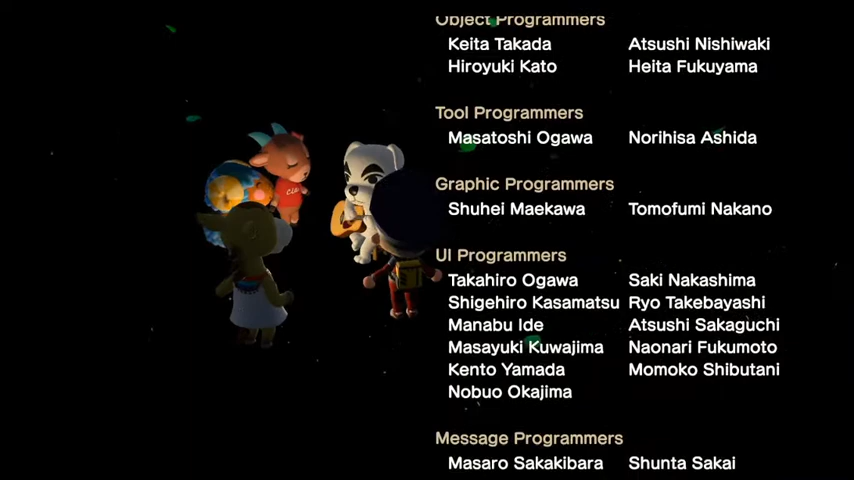 Object Programmers
Keita Takada Atsushi Nishiwaki
Hiroyuki Kato Heita Fukuyama
Tool Programmers
Masatoshi Ogawa Norihisa Ashida
Graphic Programmers
Shuhei Maekawa Tomofumi Nakano
UI Programmers
Takahiro Ogawa Saki Nakashima
Shigehiro Kasamatsu Ryo Takebayashi
Manabu Ide Atsushi Sakaguchi
Masayuki Kuwajima Naonari Fukumoto
Kento Yamada Momoko Shibutani
Nobuo Okajima
Message Programmers
Masaro Sakakibara Shunta Sakai